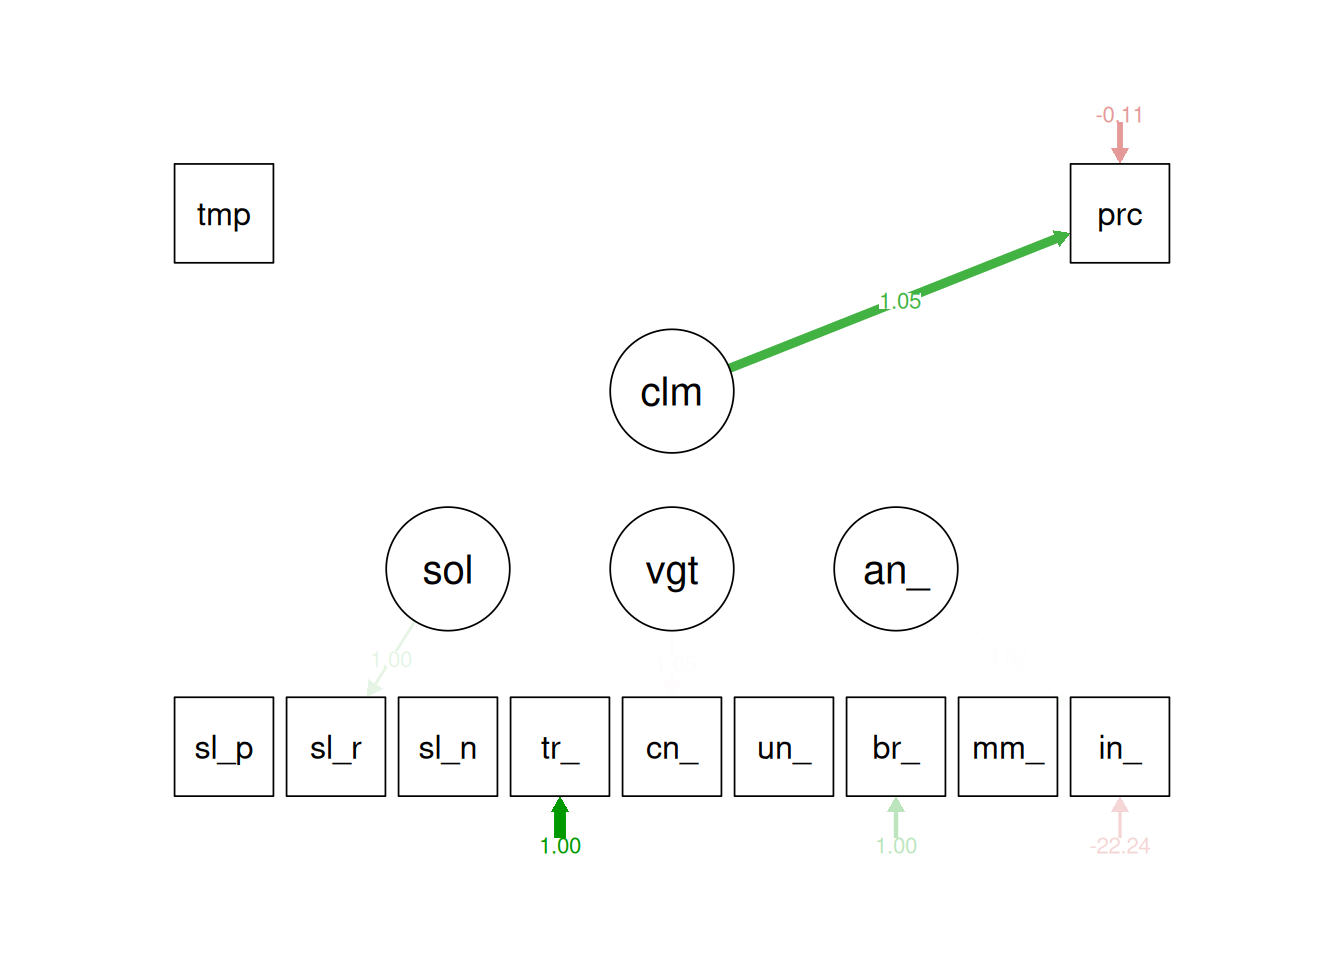 -0.11
tmp
prc
1.05
clm
sol
vgt
an_
1.00
sl_p
sl_r
sl_n
tr_
cn_
un_
br_
mm_
in_
1.00
1.00
-22.24